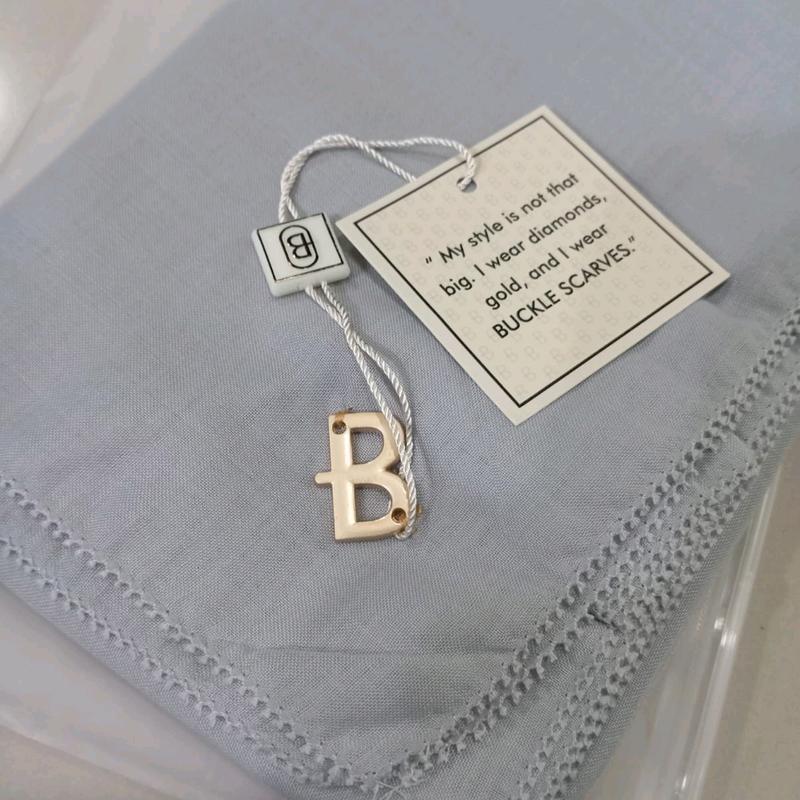 “ My style is not that
big. I wear diamonds,
gold, and I wear
BUCKLE SCARVES.”
B
B